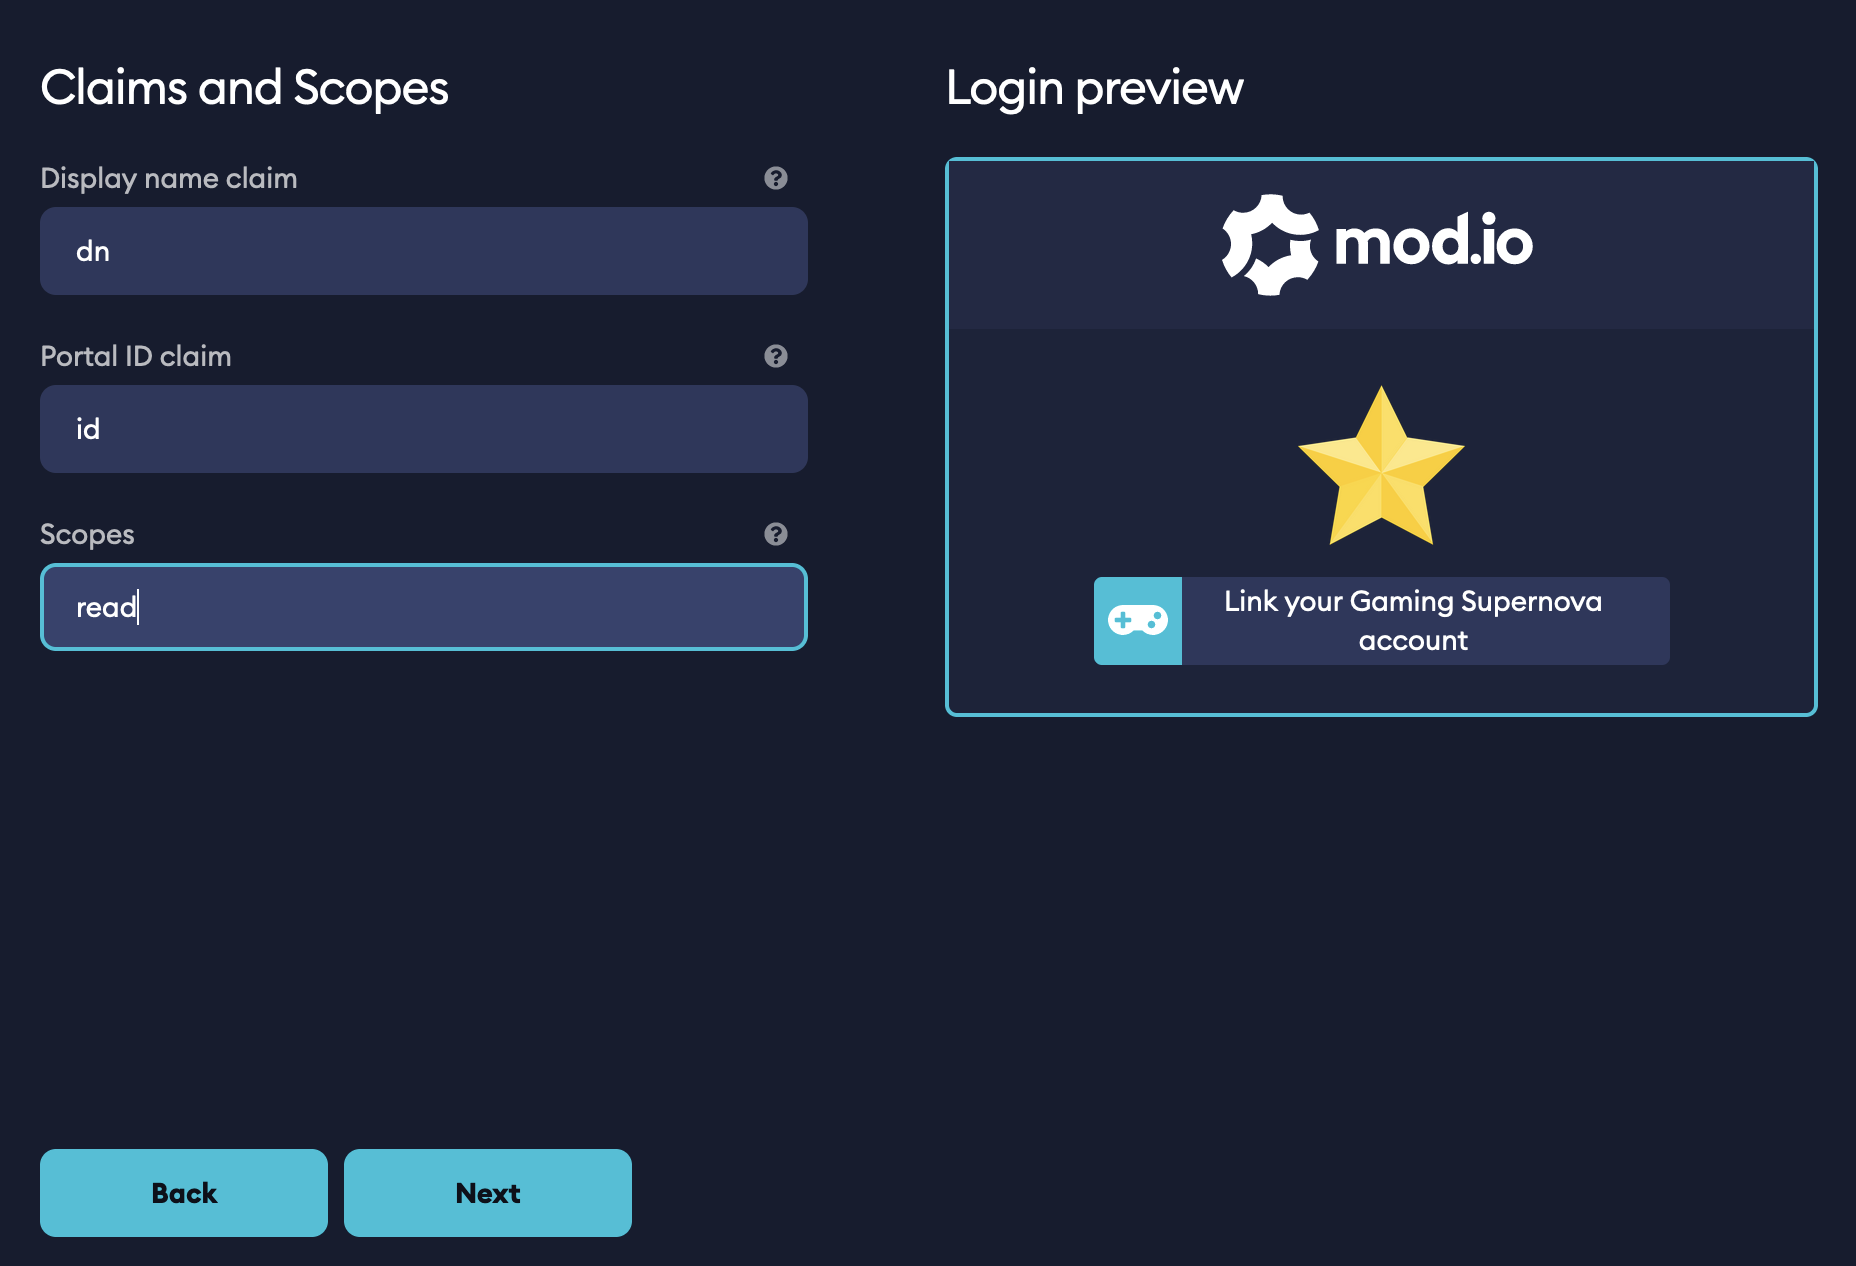 Claims and Scopes
Display name claim
dn
Portal ID claim
id
Scopes
read
Back
Next
Login preview
mod.io
Link your Gaming Supernova
account